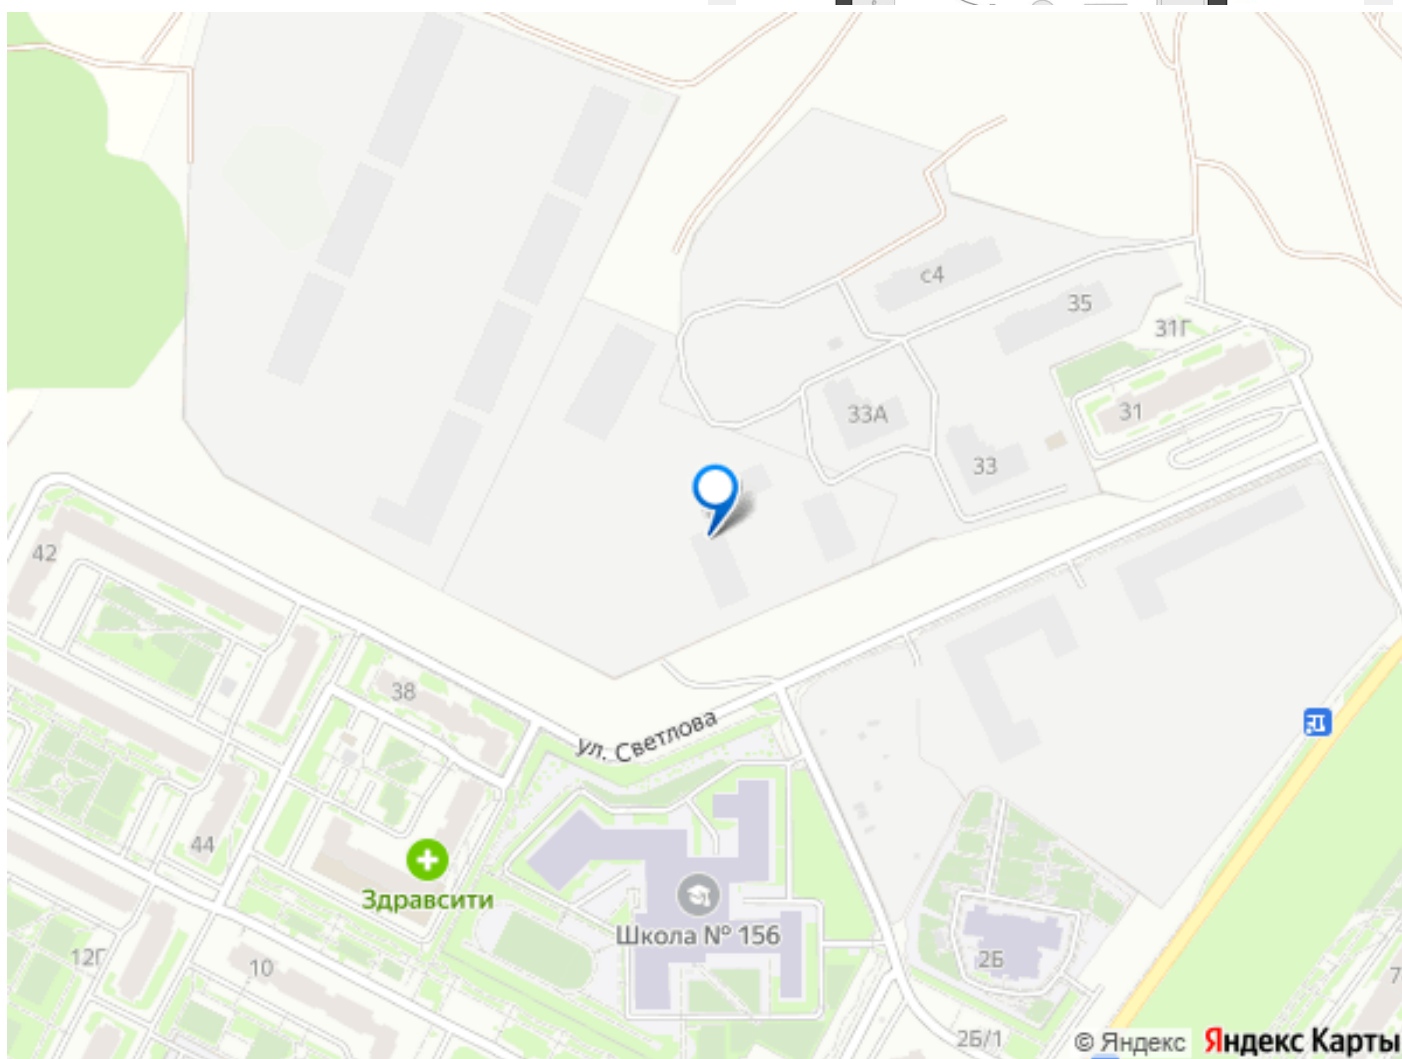 с4
35
31Г
31
33А
33
42
38
ул. Светлова
44
Здравсити
Школа № 156
12Г
10
2Б
7
2Б/1
© Яндекс Яндекс Карты